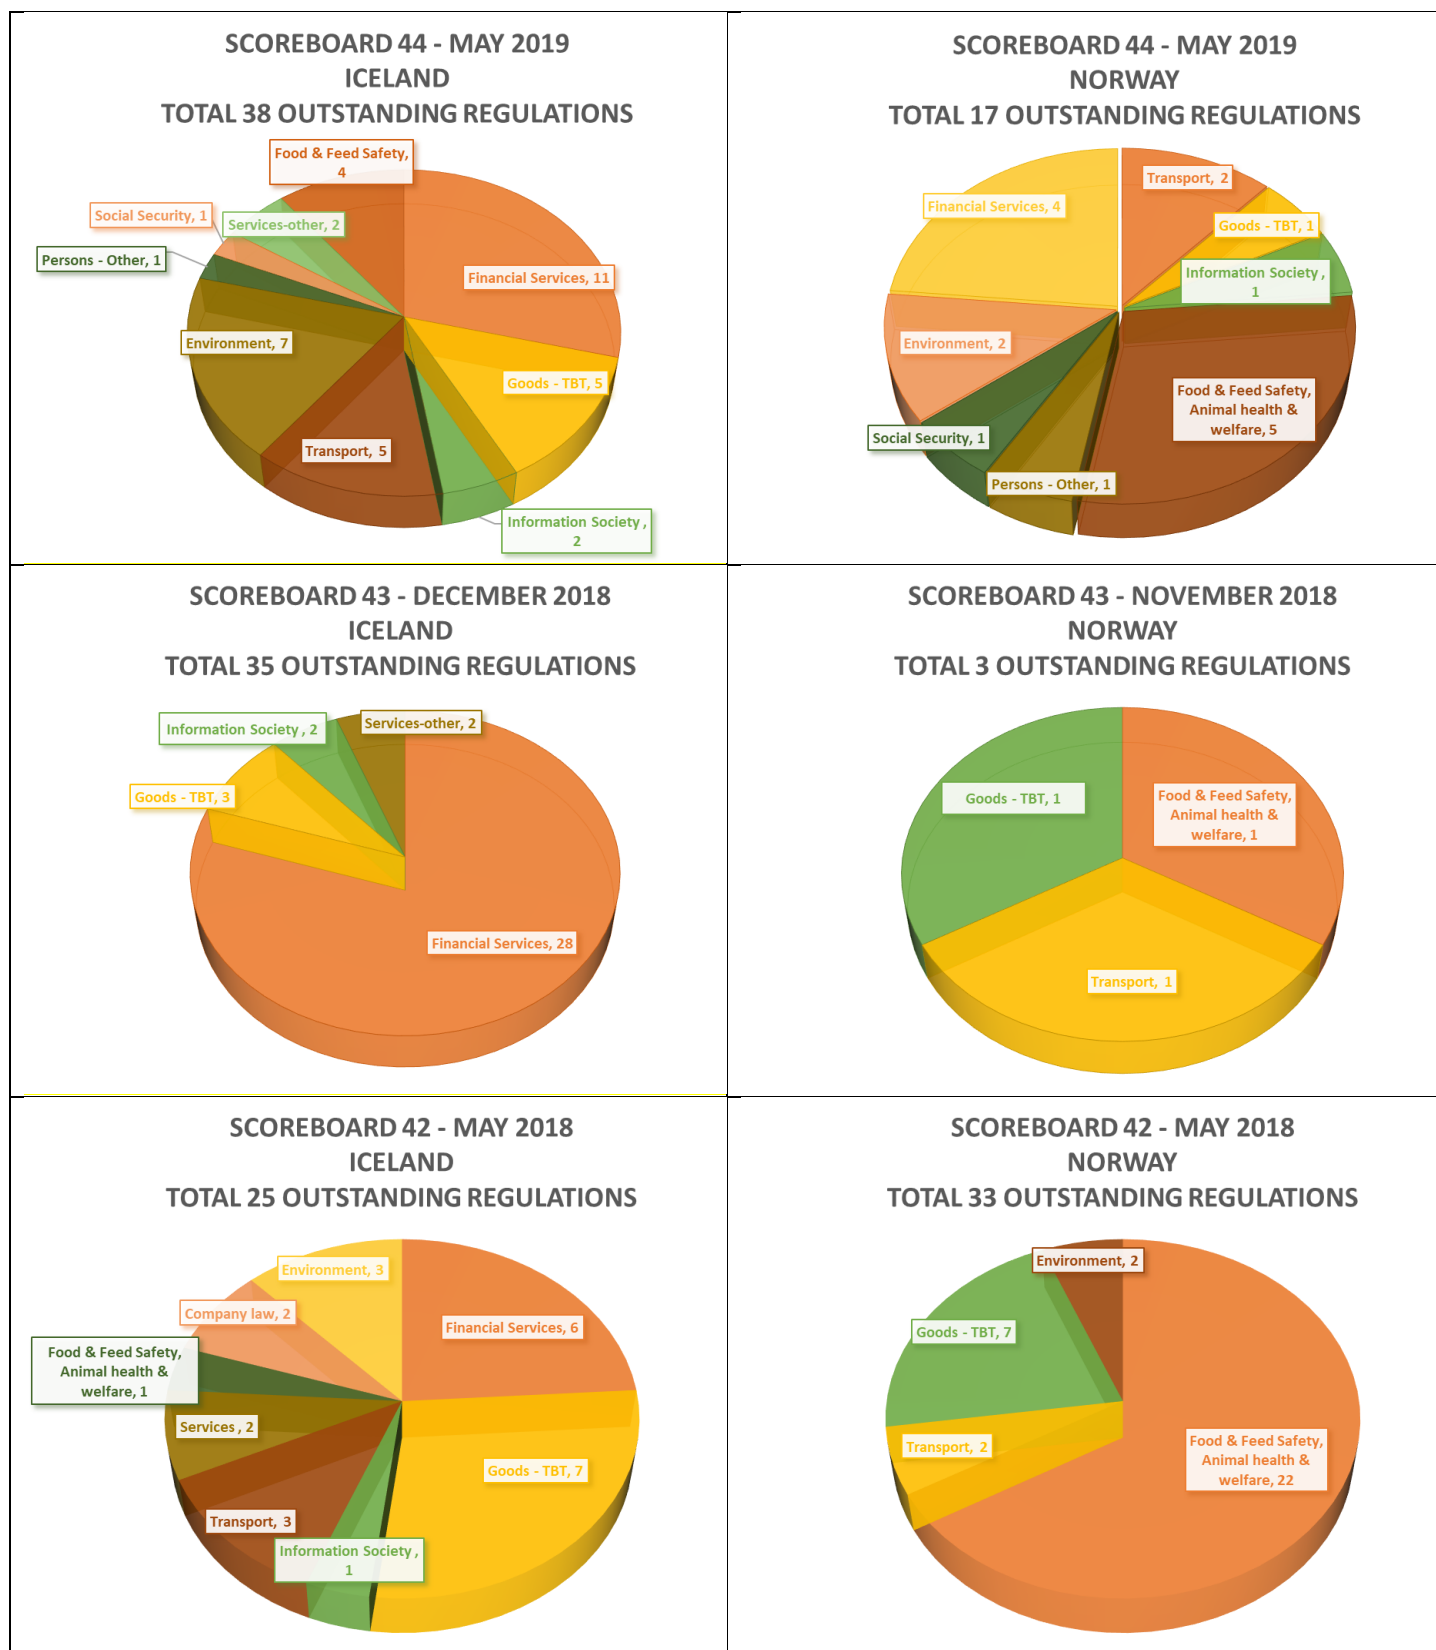 SCOREBOARD 44 - MAY 2019
ICELAND
TOTAL 38 OUTSTANDING REGULATIONS
Food & Feed Safety,
4
Social Security, 1
Services-other, 2
Persons - Other, 1
Financial Services, 11
Environment, 7
Goods - TBT, 5
Transport, 5
Information Society ,
2
SCOREBOARD 44 - MAY 2019
NORWAY
TOTAL 17 OUTSTANDING REGULATIONS
Transport, 2
Financial Services, 4
Goods - TBT, 1
Information Society ,
1
Environment, 2
Food & Feed Safety,
Animal health &
welfare, 5
Social Security, 1
Persons - Other, 1
SCOREBOARD 43 - DECEMBER 2018
ICELAND
TOTAL 35 OUTSTANDING REGULATIONS
Information Society , 2
Services-other, 2
Goods - TBT, 3
Financial Services, 28
SCOREBOARD 43 - NOVEMBER 2018
NORWAY
TOTAL 3 OUTSTANDING REGULATIONS
Goods - TBT, 1
Food & Feed Safety,
Animal health &
welfare, 1
Transport, 1
SCOREBOARD 42 - MAY 2018
ICELAND
TOTAL 25 OUTSTANDING REGULATIONS
Environment, 3
Company law, 2
Financial Services, 6
Food & Feed Safety,
Animal health &
welfare, 1
Services , 2
Goods - TBT, 7
Transport, 3
Information Society ,
1
SCOREBOARD 42 - MAY 2018
NORWAY
TOTAL 33 OUTSTANDING REGULATIONS
Environment, 2
Goods - TBT, 7
Transport, 2
Food & Feed Safety,
Animal health &
welfare, 22